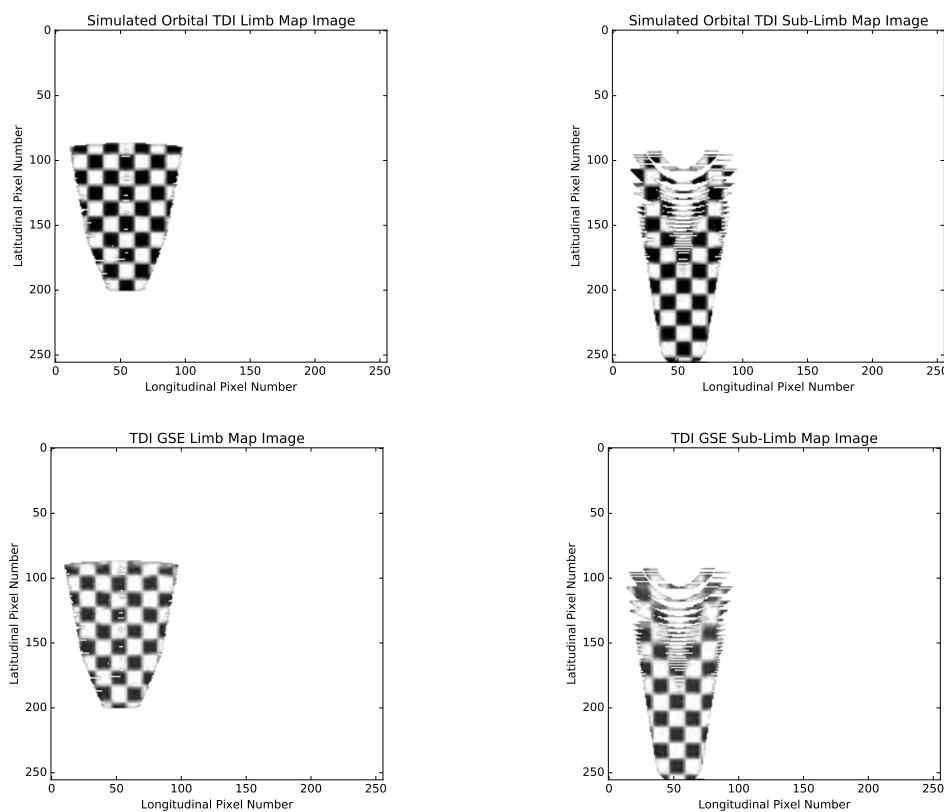 Simulated Orbital TDI Limb Map Image
0
50
100
150
200
250
Latitudinal Pixel Number
0 50 100 150 200 250
Longitudinal Pixel Number
Simulated Orbital TDI Sub-Limb Map Image
0
50
100
150
200
250
Latitudinal Pixel Number
0 50 100 150 200 250
Longitudinal Pixel Number
TDI GSE Limb Map Image
0
50
100
150
200
250
Latitudinal Pixel Number
0 50 100 150 200 250
Longitudinal Pixel Number
TDI GSE Sub-Limb Map Image
0
50
100
150
200
250
Latitudinal Pixel Number
0 50 100 150 200 250
Longitudinal Pixel Number